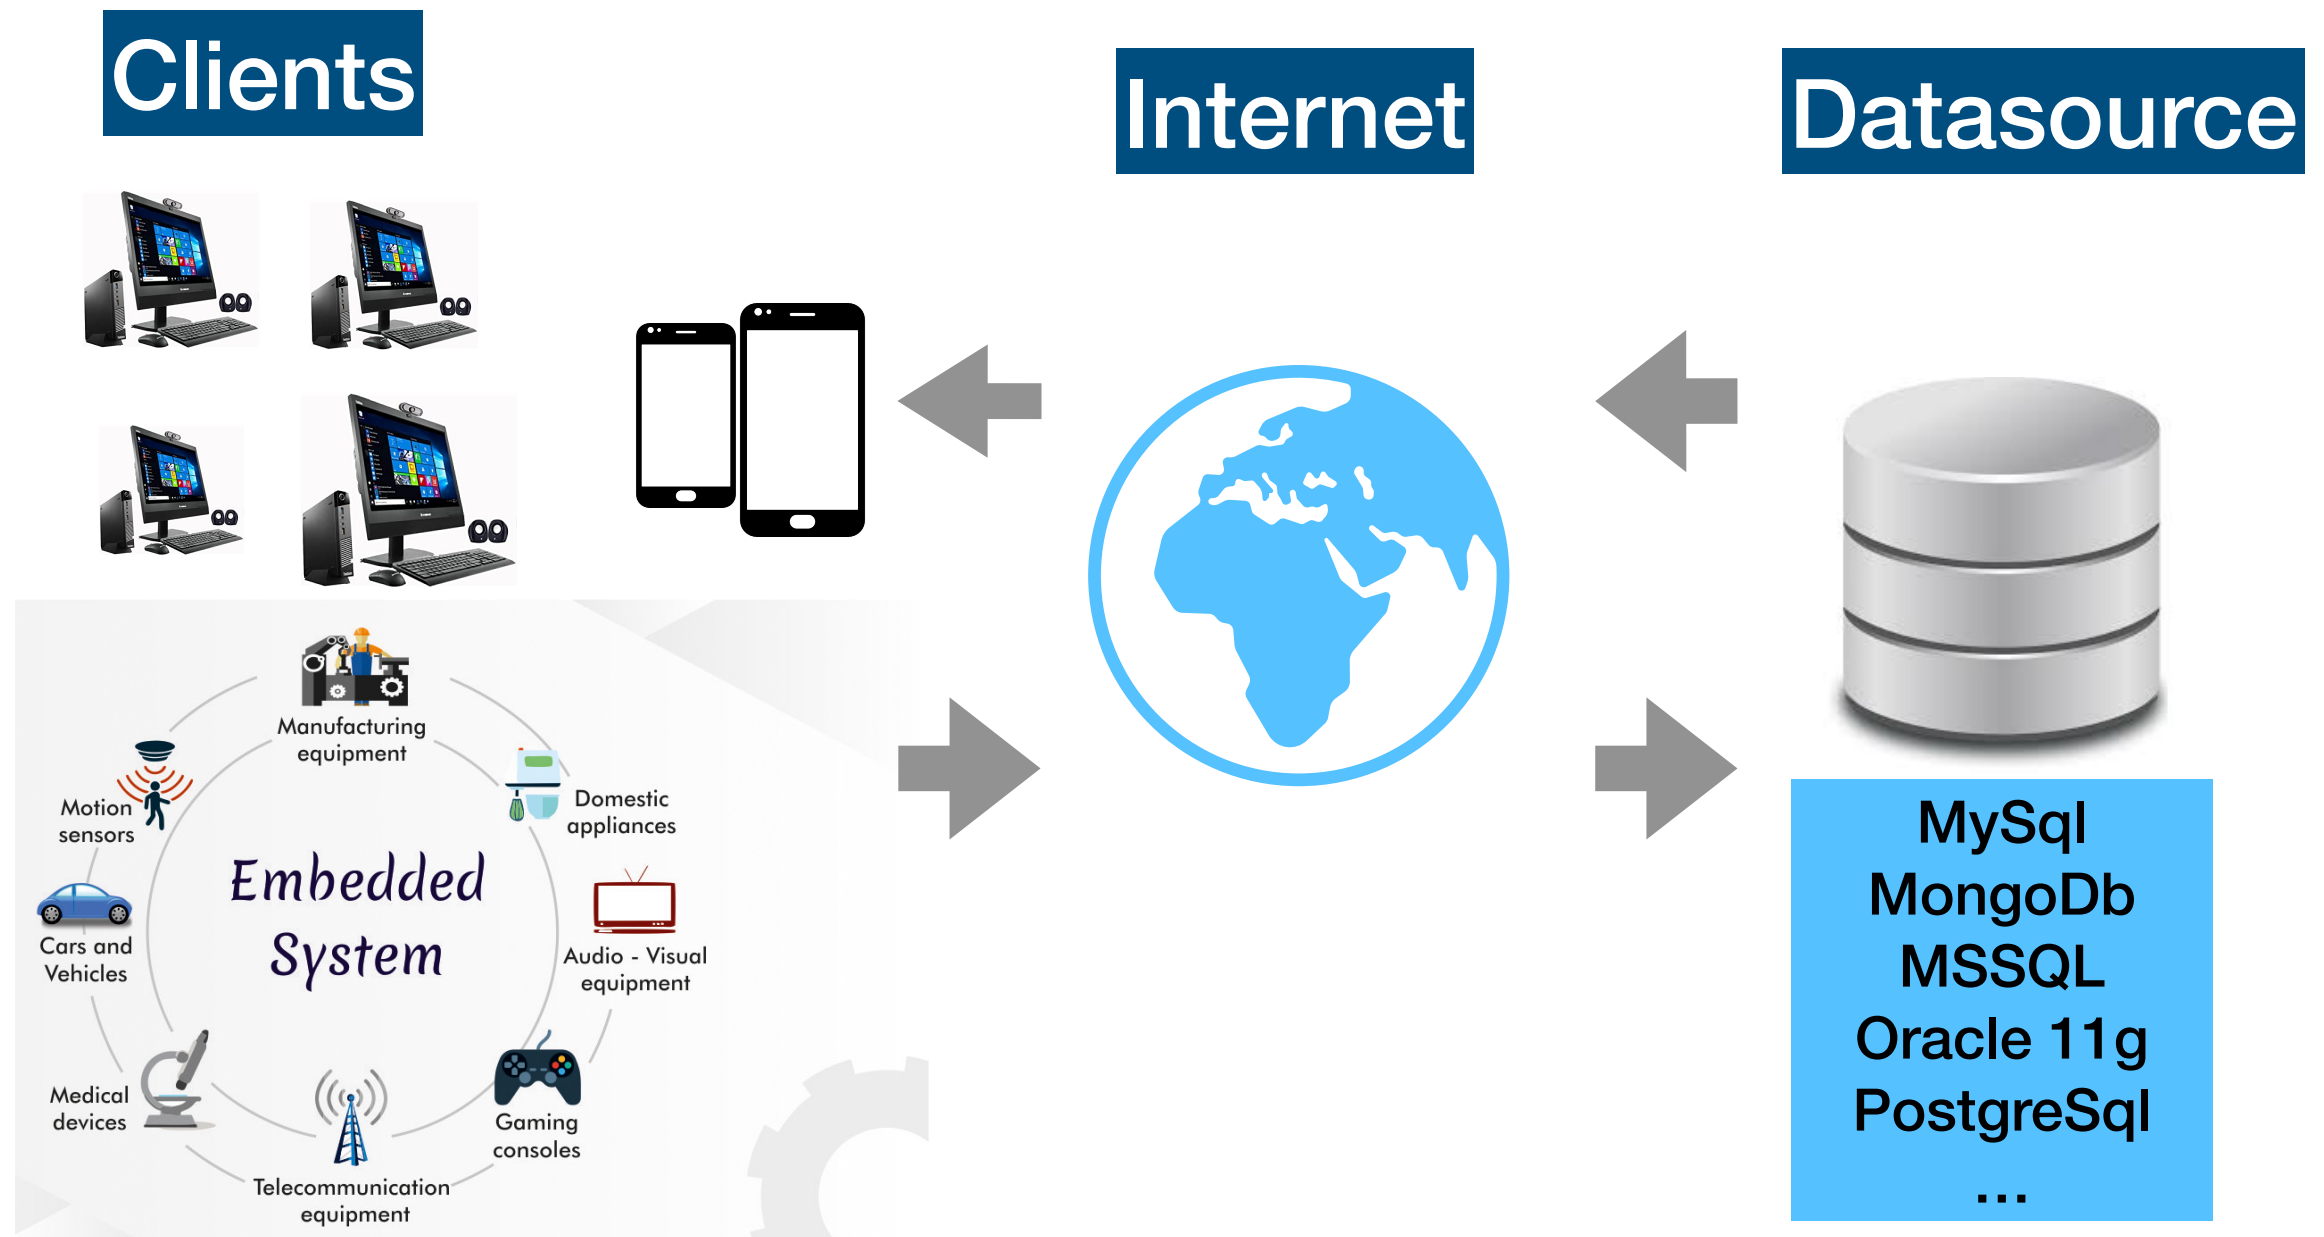 Clients
Internet
Datasource
Manufacturing
equipment
Motion
sensors
Domestic
appliances
Embedded
System
Cars and
Vehicles
Audio - Visual
equipment
Medical
devices
Gaming
consoles
Telecommunication
equipment
MySql
MongoDb
MSSQL
Oracle 11g
PostgreSql
...